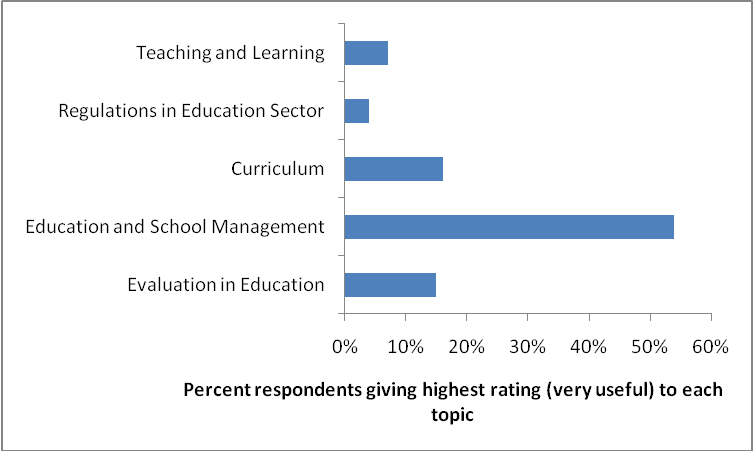 Teaching and Learning
Regulations in Education Sector
Curriculum
Education and School Management
Evaluation in Education
0% 10% 20% 30% 40% 50% 60%
Percent respondents giving highest rating (very useful) to each
topic